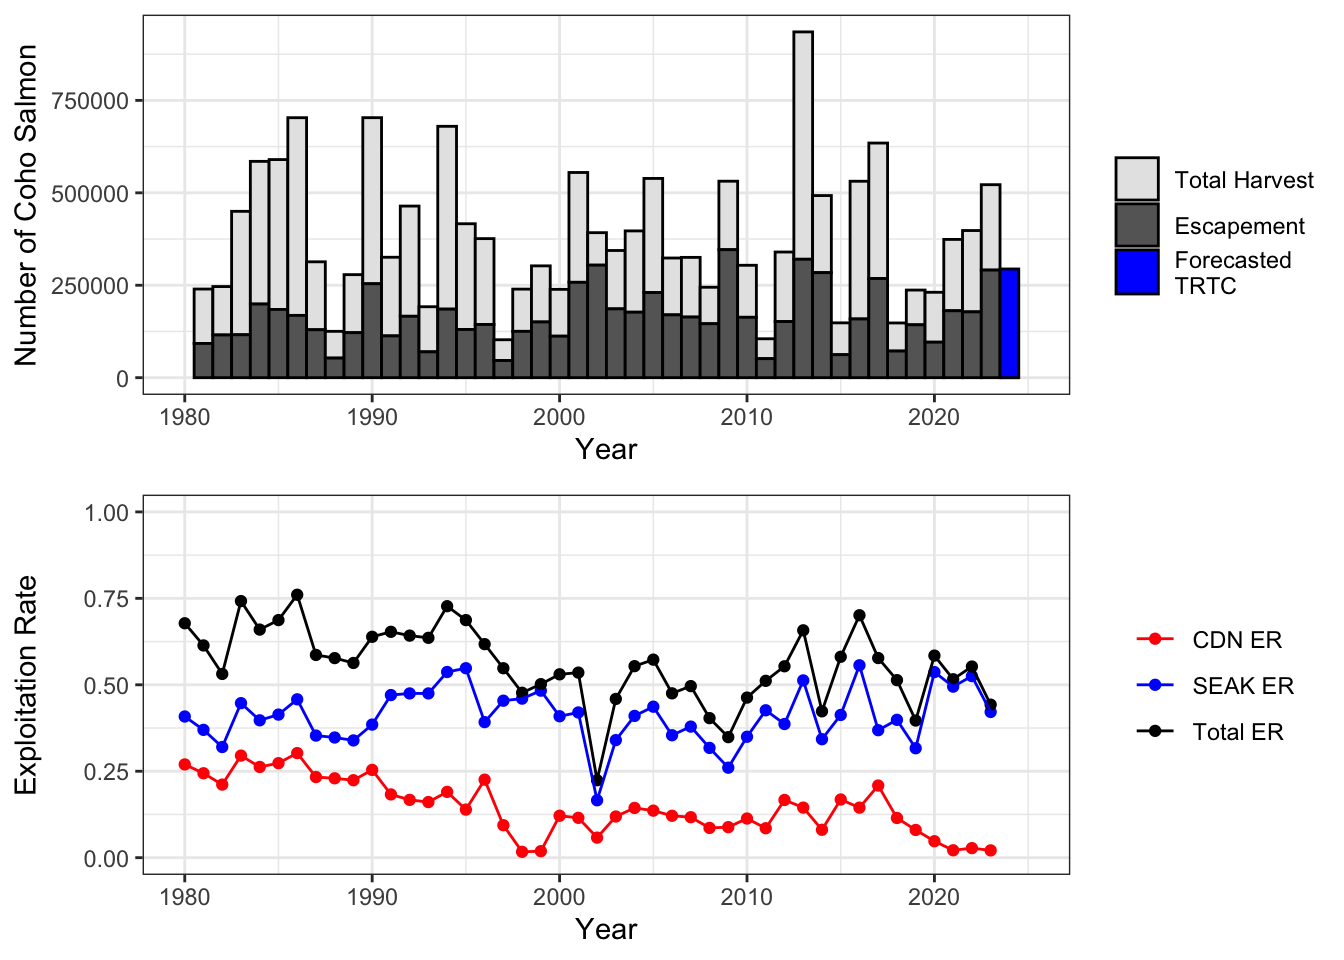 Number of Coho Salmon
750000
500000
250000
0
1980 1990 2000 2010 2020
Year
Total Harvest
Escapement
Forecasted
TRTC
Exploitation Rate
1.00
0.75
0.50
0.25
0.00
1980 1990 2000 2010 2020
Year
CDN ER
SEAK ER
Total ER